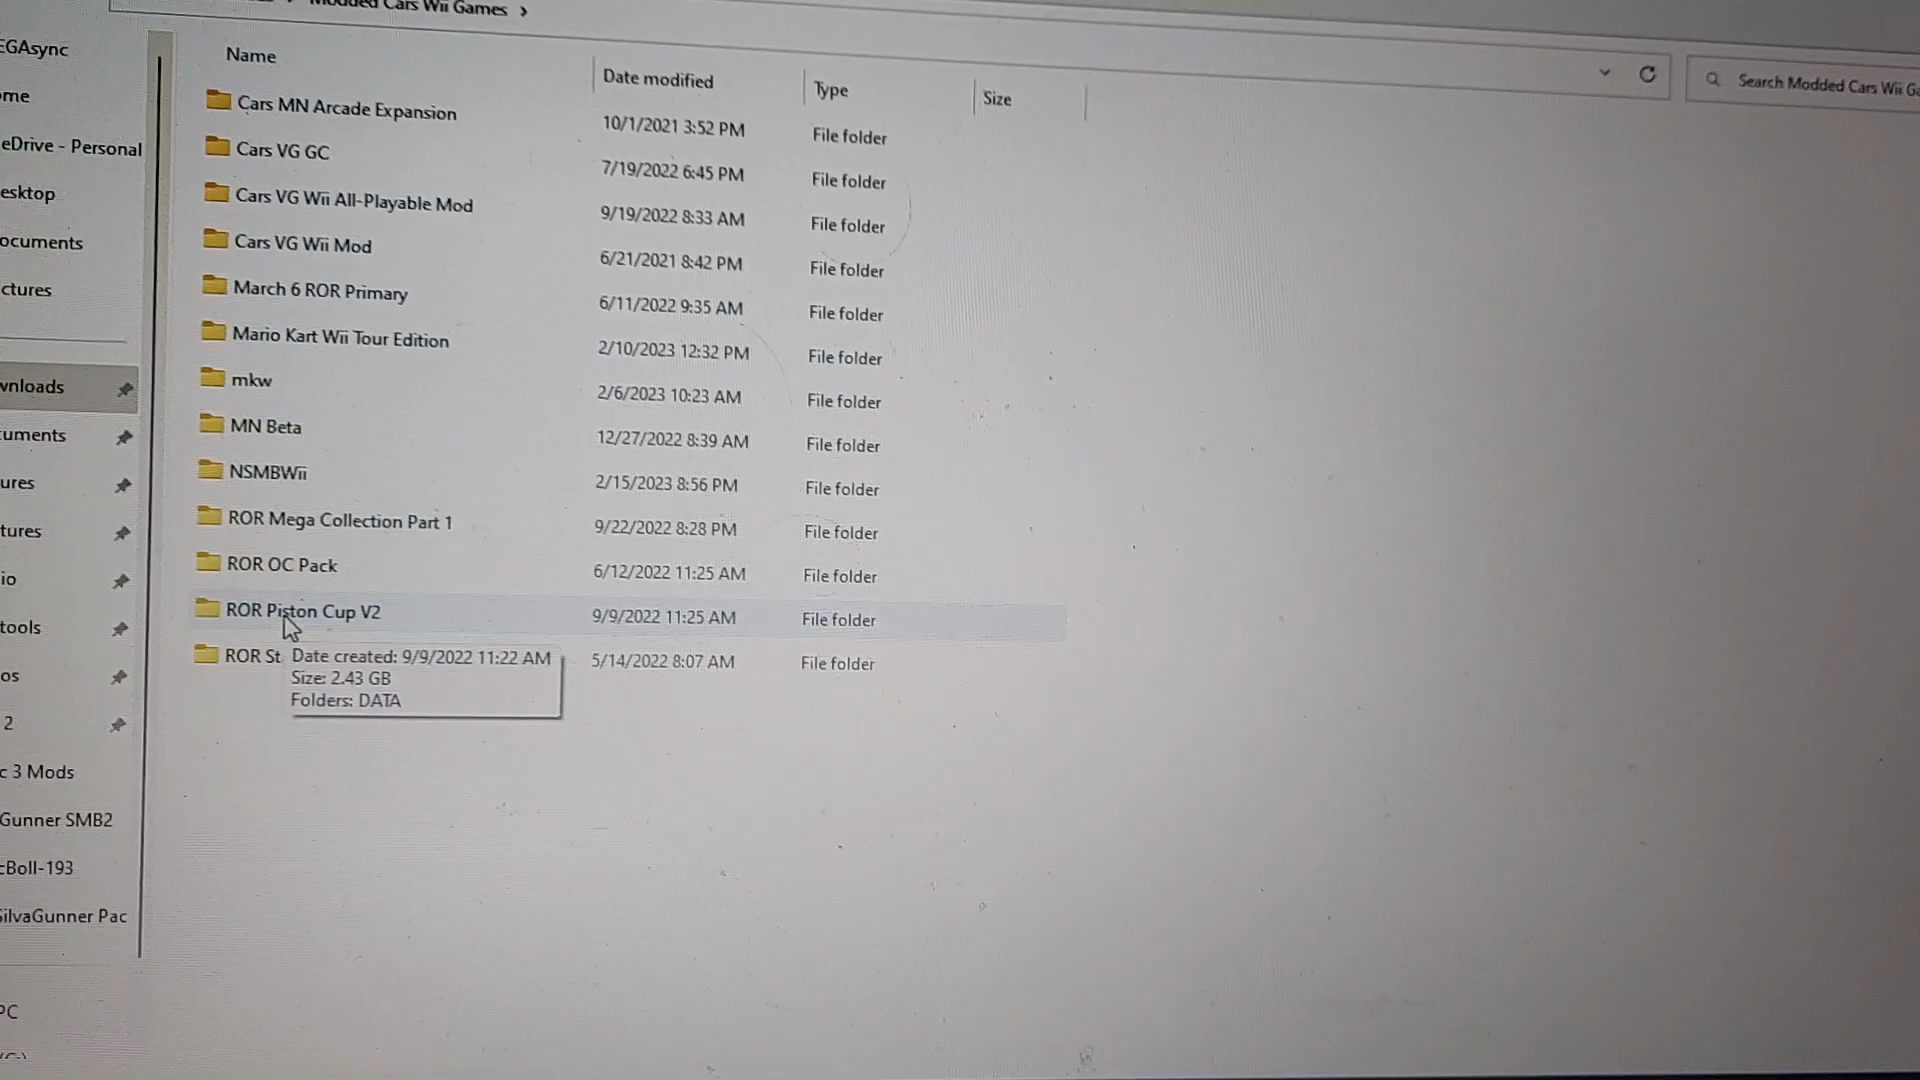 Modded Cars Wii Games >
Search Modded Cars Wii Ga
Name Date modified Type Size
Cars MN Arcade Expansion 10/1/2021 3:52 PM File folder
Cars VG GC 7/19/2022 6:45 PM File folder
Cars VG Wii All-Playable Mod 9/19/2022 8:33 AM File folder
Cars VG Wii Mod 6/21/2021 8:42 PM File folder
March 6 ROR Primary 6/11/2022 9:35 AM File folder
Mario Kart Wii Tour Edition 2/10/2023 12:32 PM File folder
mkw 2/6/2023 10:23 AM File folder
MN Beta 12/27/2022 8:39 AM File folder
NSMBWii 2/15/2023 8:56 PM File folder
ROR Mega Collection Part 1 9/22/2022 8:28 PM File folder
ROR OC Pack 6/12/2022 11:25 AM File folder
ROR Piston Cup V2 9/9/2022 11:25 AM File folder
ROR St 5/14/2022 8:07 AM File folder
Date created: 9/9/2022 11:22 AM
Size: 2.43 GB
Folders: DATA
EGAsync
ome
eDrive - Personal
esktop
ocuments
ctures
wnloads
cuments
ures
tures
io
tools
os
2
c 3 Mods
Gunner SMB2
cBoll-193
SilvaGunner Pac
PC